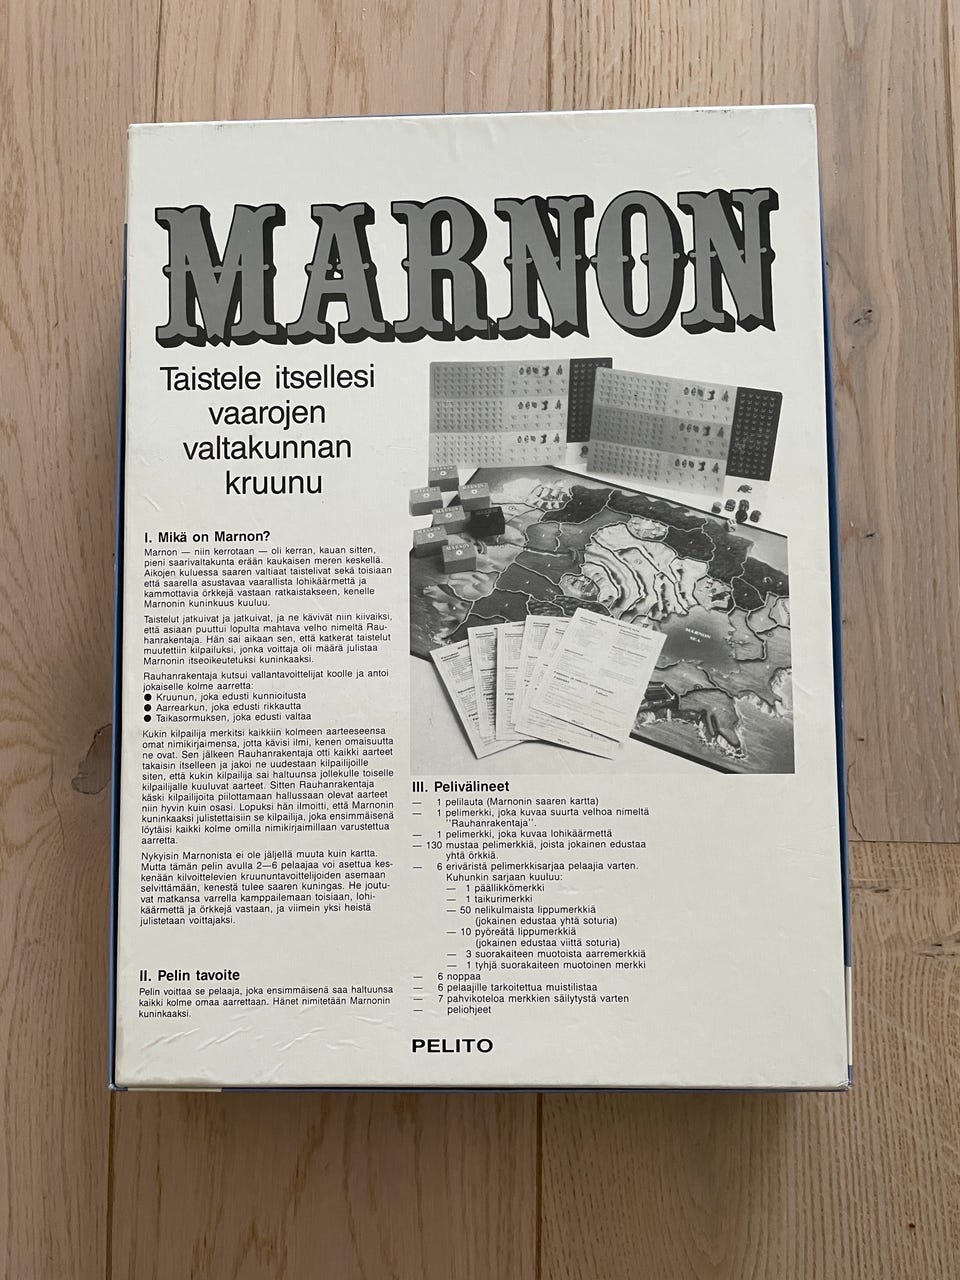 MARNON
Taistele itsellesi
vaarojen
valtakunnan
kruunu
I. Mikä on Marnon?
Marnon — niin kerrotaan — oli kerran, kauan sitten,
pieni saarivaltakunta erään kaukaisen meren keskellä.
Aikojen kuluessa saaren valtiaat taistelivat sekä toisiaan
että saarella asustavaa vaarallista lohikäärmettä ja
kammottavia örkkejä vastaan ratkaistakseen, kenelle
Marnonin kuninkuus kuuluu.
Taistelut jatkuivat ja jatkuivat, ja ne kävivät niin kiivaiksi,
että asiaan puuttui lopulta mahtava velho nimeltä Rau-
hanrakentaja. Hän sai aikaan sen, että katkerat taistelut
muutettiin kilpailuksi, jonka voittaja oli määrä julistaa
Marnonin itseoikeutetuksi kuninkaaksi.
Rauhanrakentaja kutsui vallantavoittelijat koolle ja antoi
jokaiselle kolme aarretta:
● Kruunun, joka edusti kunnioitusta
● Aarrearkun, joka edusti rikkautta
● Taikasormuksen, joka edusti valtaa
Kukin kilpailija merkitsi kaikkiin kolmeen aarteeseensa
omat nimikirjaimensa, jotta kävisi ilmi, kenen omaisuutta
ne ovat. Sen jälkeen Rauhanrakentaja otti kaikki aarteet
takaisin itselleen ja jakoi ne uudestaan kilpailijoille
siten, että kukin kilpailija sai haltuunsa jollekulle toiselle
kilpailijalle kuuluvat aarteet. Sitten Rauhanrakentaja
käski kilpailijoita piilottamaan hallussaan olevat aarteet
niin hyvin kuin osasi. Lopuksi hän ilmoitti, että Marnonin
kuninkaaksi julistettaisiin se kilpailija, joka ensimmäisenä
löytäisi kaikki kolme omilla nimikirjaimillaan varustettua
aarretta.
Nykyisin Marnonista ei ole jäljellä muuta kuin kartta.
Mutta tämän pelin avulla 2—6 pelaajaa voi asettua kes-
kenään kilvoittelevien kruununtavoittelijoiden asemaan
selvittämään, kenestä tulee saaren kuningas. He joutu-
vat matkansa varrella kamppailemaan toisiaan, lohi-
käärmettä ja örkkejä vastaan, ja viimein yksi heistä
julistetaan voittajaksi.
II. Pelin tavoite
Pelin voittaa se pelaaja, joka ensimmäisenä saa haltuunsa
kaikki kolme omaa aarrettaan. Hänet nimitetään Marnonin
kuninkaaksi.
MARNON
SEA
PELITO
III. Pelivälineet
— 1 pelilauta (Marnonin saaren kartta)
— 1 pelimerkki, joka kuvaa suurta velhoa nimeltä
''Rauhanrakentaja''.
— 1 pelimerkki, joka kuvaa lohikäärmettä
— 130 mustaa pelimerkkiä, joista jokainen edustaa
yhtä örkkiä.
— 6 eriväristä pelimerkkisarjaa pelaajia varten.
Kuhunkin sarjaan kuuluu:
— 1 päällikkömerkki
— 1 taikurimerkki
— 50 nelikulmaista lippumerkkiä
(jokainen edustaa yhtä soturia)
— 10 pyöreätä lippumerkkiä
(jokainen edustaa viittä soturia)
— 3 suorakaiteen muotoista aarremerkkiä
— 1 tyhjä suorakaiteen muotoinen merkki
— 6 noppaa
— 6 pelaajille tarkoitettua muistilistaa
— 7 pahvikoteloa merkkien säilytystä varten
— peliohjeet
PELITO